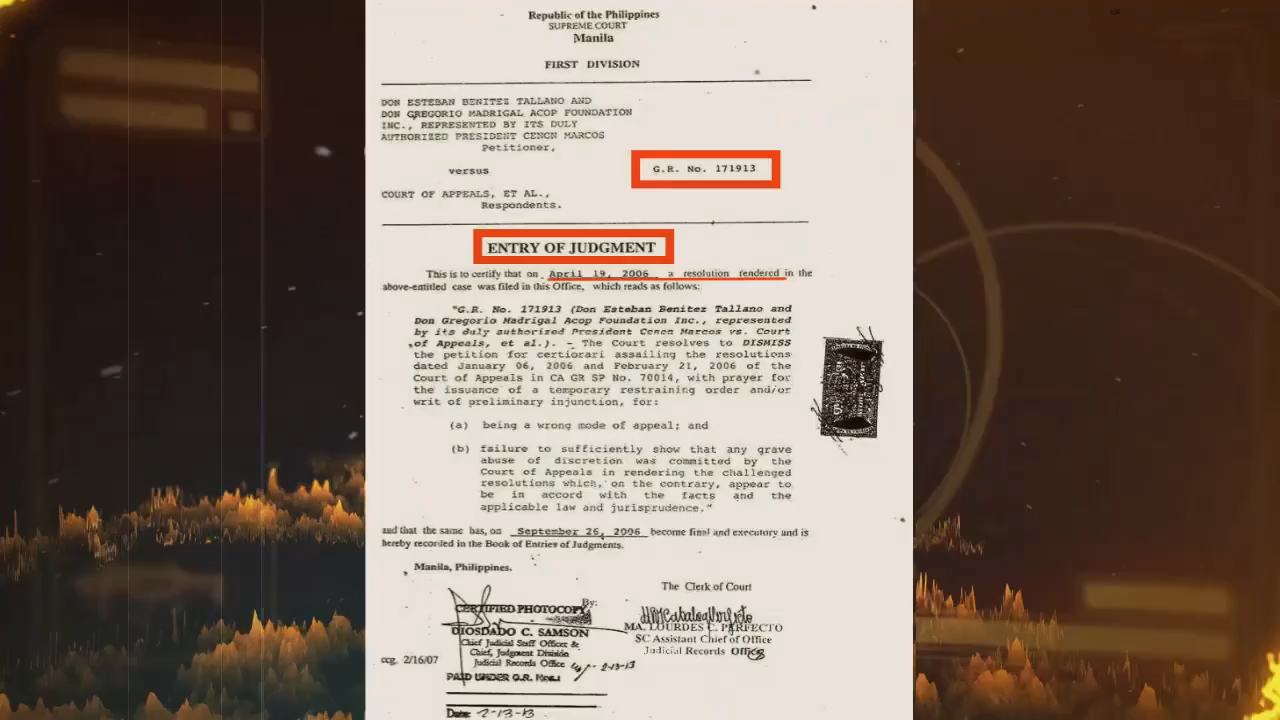 Republic of the Philippines
SUPREME COURT
Manila
FIRST DIVISION
DON ESTEBAN BENITEZ TALLANO AND
DON GREGORIO MADRIGAL ACOP FOUNDATION
INC., REPRESENTED BY ITS DULY
AUTHORIZED PRESIDENT CENON MARCOS
Petitioner,
versus
G.R. No. 171913
COURT OF APPEALS, ET AL.,
Respondents.
ENTRY OF JUDGMENT
This is to certify that on April 19, 2006 a resolution rendered in the
above-entitled case was filed in this Office, which reads as follows:
"G.R. No. 171913 (Don Esteban Benitez Tallano and
Don Gregorio Madrigal Acop Foundation Inc., represented
by its duly authorized President Cenon Marcos vs. Court
of Appeals, et al.). - The Court resolves to DISMISS
the petition for certiorari assailing the resolutions
dated January 06, 2006 and February 21, 2006 of the
Court of Appeals in CA GR SP No. 70014, with prayer for
the issuance of a temporary restraining order and/or
writ of preliminary injunction, for:
(a) being a wrong mode of appeal; and
(b) failure to sufficiently show that any grave
abuse of discretion was committed by the
Court of Appeals in rendering the challenged
resolutions which, on the contrary, appear to
be in accord with the facts and the
applicable law and jurisprudence."
and that the same has, on September 26, 2006 become final and executory and is
hereby recorded in the Book of Entries of Judgments.
Manila, Philippines.
The Clerk of Court
By:
CERTIFIED PHOTOCOPY
MA. LOURDES C. PERFECTO
DIOSDADO C. SAMSON
SC Assistant Chief of Office
Chief Judicial Staff Officer &
Judicial Records Office
Chief, Judgment Division
Judicial Records Office
ccg. 2/16/07
2-13-13
PAID UNDER O.R. Nos.:
Date: 2-13-13